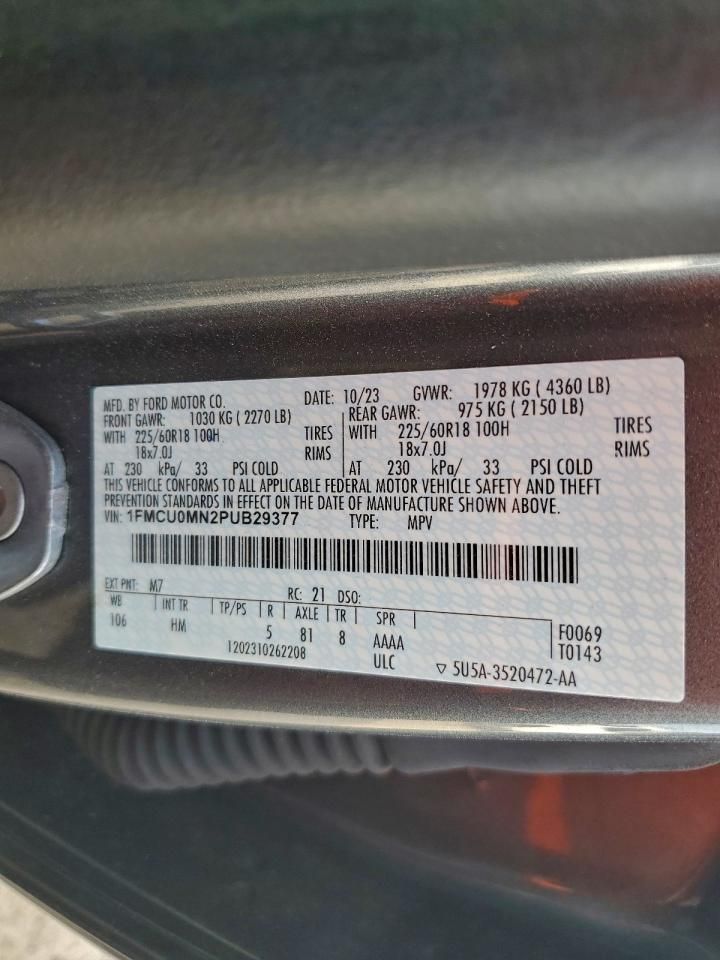 MFD. BY FORD MOTOR CO. DATE: 10/23 GVWR: 1978 KG ( 4360 LB)
FRONT GAWR: 1030 KG ( 2270 LB) REAR GAWR: 975 KG ( 2150 LB)
WITH 225/60R18 100H TIRES WITH 225/60R18 100H TIRES
18x7.0J RIMS 18x7.0J RIMS
AT 230 kPa/ 33 PSI COLD AT 230 kPa/ 33 PSI COLD
THIS VEHICLE CONFORMS TO ALL APPLICABLE FEDERAL MOTOR VEHICLE SAFETY AND THEFT
PREVENTION STANDARDS IN EFFECT ON THE DATE OF MANUFACTURE SHOWN ABOVE.
VIN: 1FMCU0MN2PUB29377 TYPE: MPV
EXT PNT: M7 RC: 21 DSO:
WB INT TR TP/PS R AXLE TR SPR
106 HM 5 81 8 AAAA F0069
1202310262208 ULC T0143
▽ 5U5A-3520472-AA